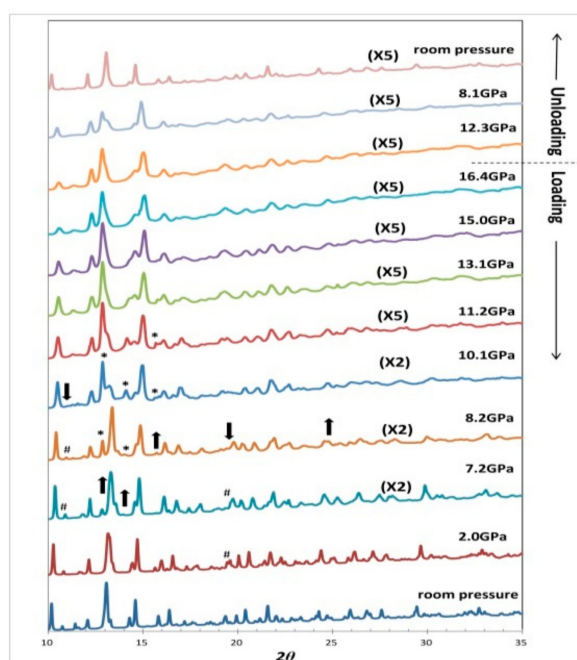 room pressure
(X5)
8.1GPa
(X5)
12.3GPa
(X5)
16.4GPa
(X5)
15.0GPa
(X5)
13.1GPa
(X5)
11.2GPa
(X5)
*
*
10.1GPa
(X2)
*
*
8.2GPa
(X2)
*
*
#
7.2GPa
(X2)
#
#
2.0GPa
#
room pressure
10 15 20 25 30 35
2θ
Unloading
Loading